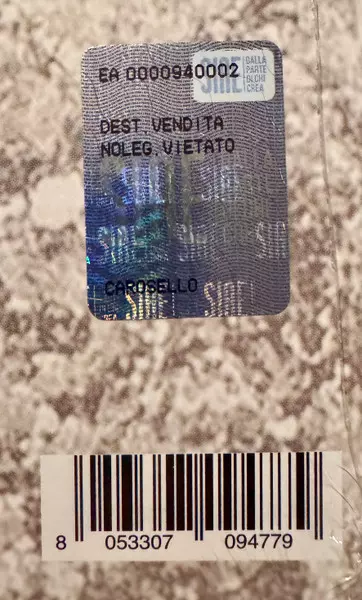 EA 0000940002
SIAE DALLA
PARTE
DI CHI
CREA
DEST.VENDITA
NOLEG.VIETATO
CAROSELLO
8 053307 094779